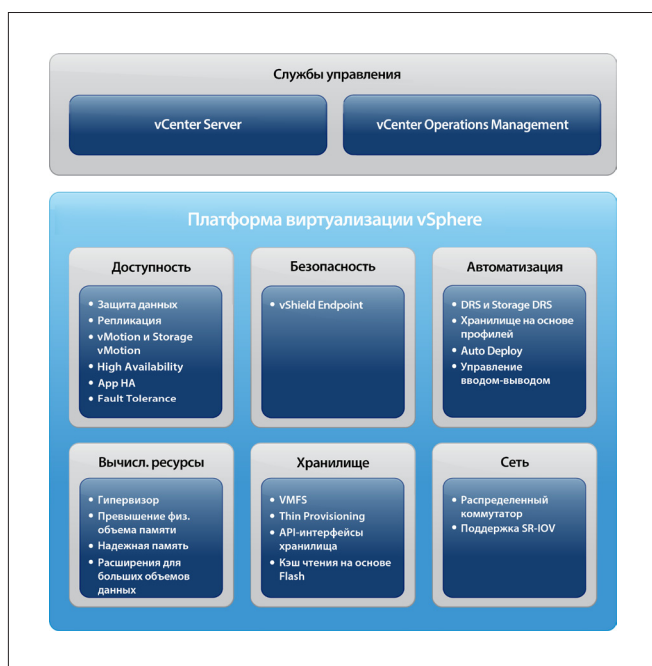 Службы управления
vCenter Server
vCenter Operations Management
Платформа виртуализации vSphere
Доступность
• Защита данных
• Репликация
• vMotion и Storage
vMotion
• High Availability
• App HA
• Fault Tolerance
Безопасность
• vShield Endpoint
Автоматизация
• DRS и Storage DRS
• Хранилище на основе
профилей
• Auto Deploy
• Управление
вводом-выводом
Вычисл. ресурсы
• Гипервизор
• Превышение физ.
объема памяти
• Надежная память
• Расширения для
больших объемов
данных
Хранилище
• VMFS
• Thin Provisioning
• API-интерфейсы
хранилища
• Кэш чтения на основе
Flash
Сеть
• Распределенный
коммутатор
• Поддержка SR-IOV